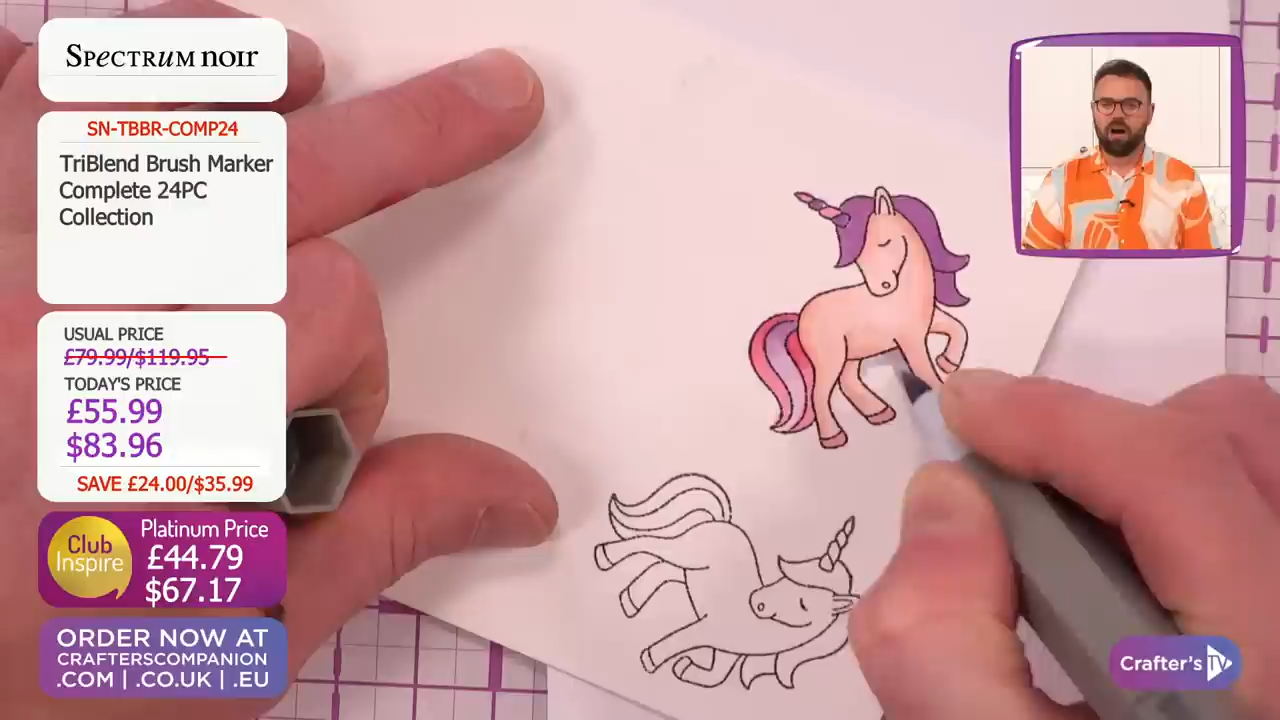 SPECTRUM NOIR
SN-TBBR-COMP24
TriBlend Brush Marker
Complete 24PC
Collection
USUAL PRICE
£79.99/$119.95
TODAY'S PRICE
£55.99
$83.96
SAVE £24.00/$35.99
Club
Inspire
Platinum Price
£44.79
$67.17
ORDER NOW AT
CRAFTERSCOMPANION
.COM | .CO.UK | .EU
Crafter's TV